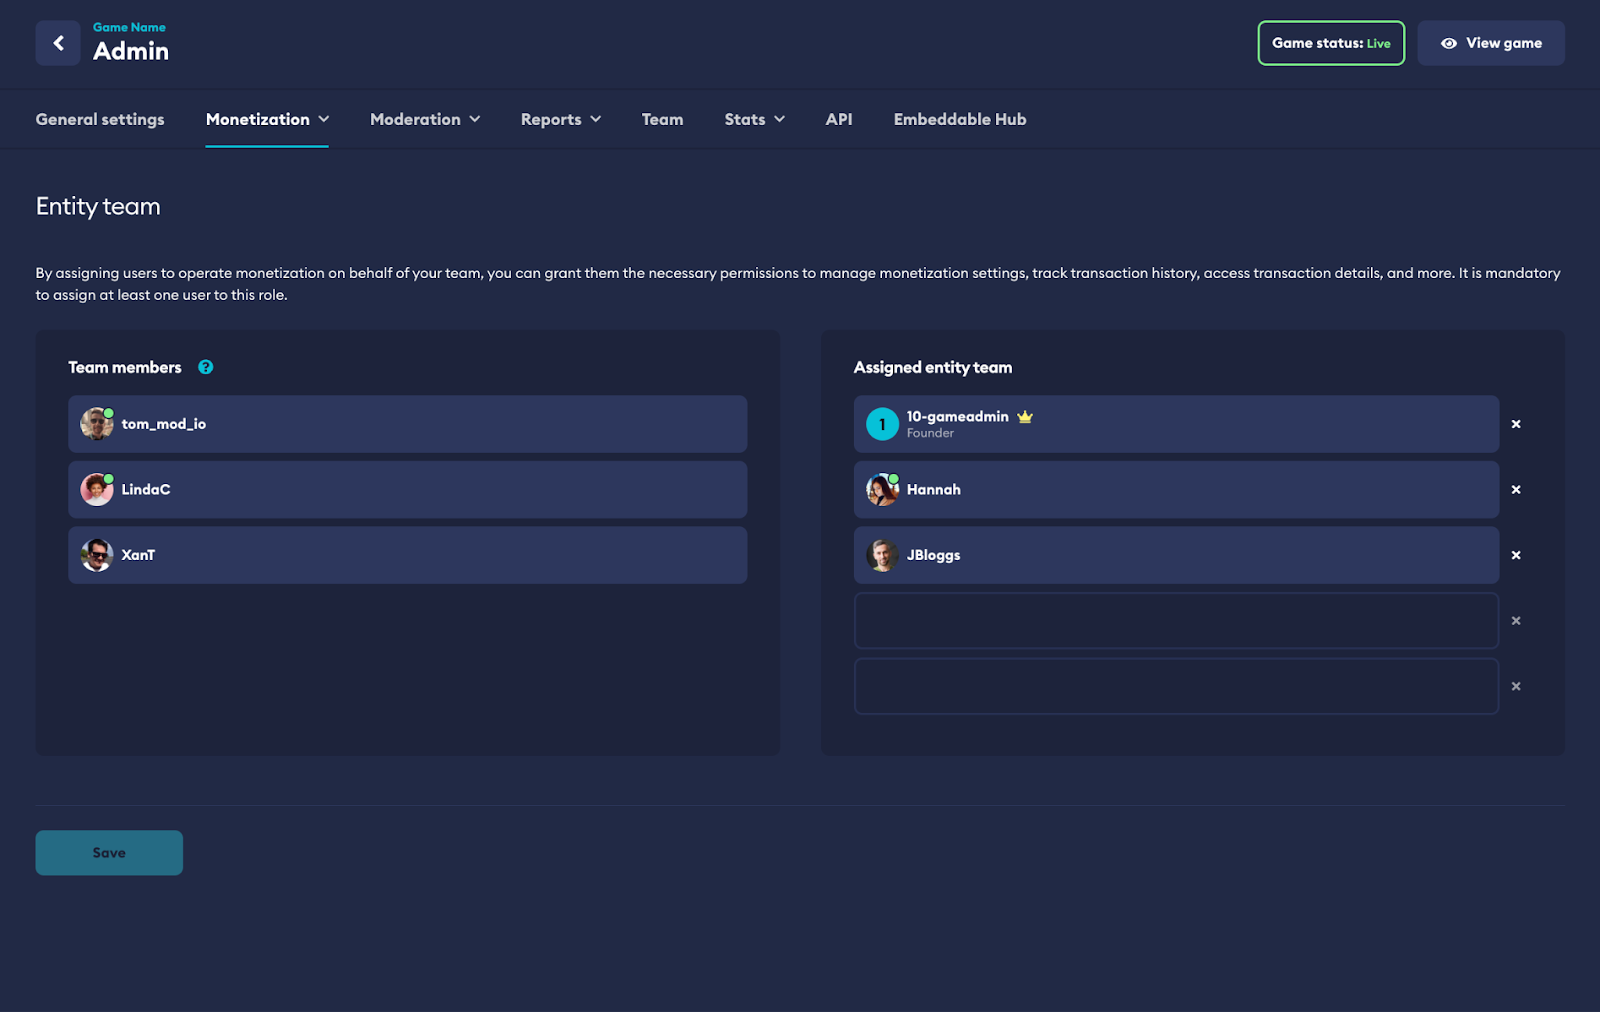 Game Name
Admin
Game status: Live
View game
General settings
Monetization
Moderation
Reports
Team
Stats
API
Embeddable Hub
Entity team
By assigning users to operate monetization on behalf of your team, you can grant them the necessary permissions to manage monetization settings, track transaction history, access transaction details, and more. It is mandatory
to assign at least one user to this role.
Team members ?
tom_mod_io
LindaC
XanT
Assigned entity team
1
10-gameadmin
Founder
Hannah
JBloggs
Save